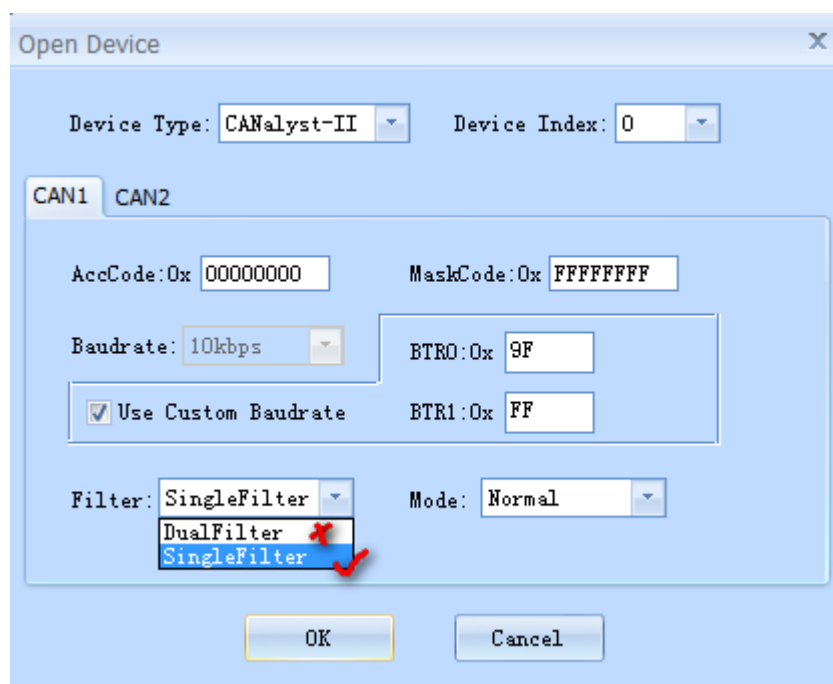 Open Device
Device Type: CANalyst-II Device Index: 0
CAN1 CAN2
AccCode:0x 00000000 MaskCode:0x FFFFFFFF
Baudrate: 10kbps BTR0:0x 9F
Use Custom Baudrate BTR1:0x FF
Filter: SingleFilter Mode: Normal
DualFilter
SingleFilter
OK Cancel